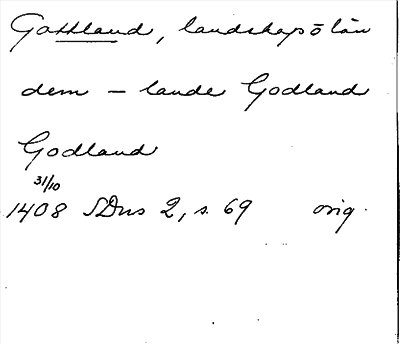 Gottland, landskap o län
dem – lande Godland
Godland
31/10
1408 SDns 2, s. 69 orig.